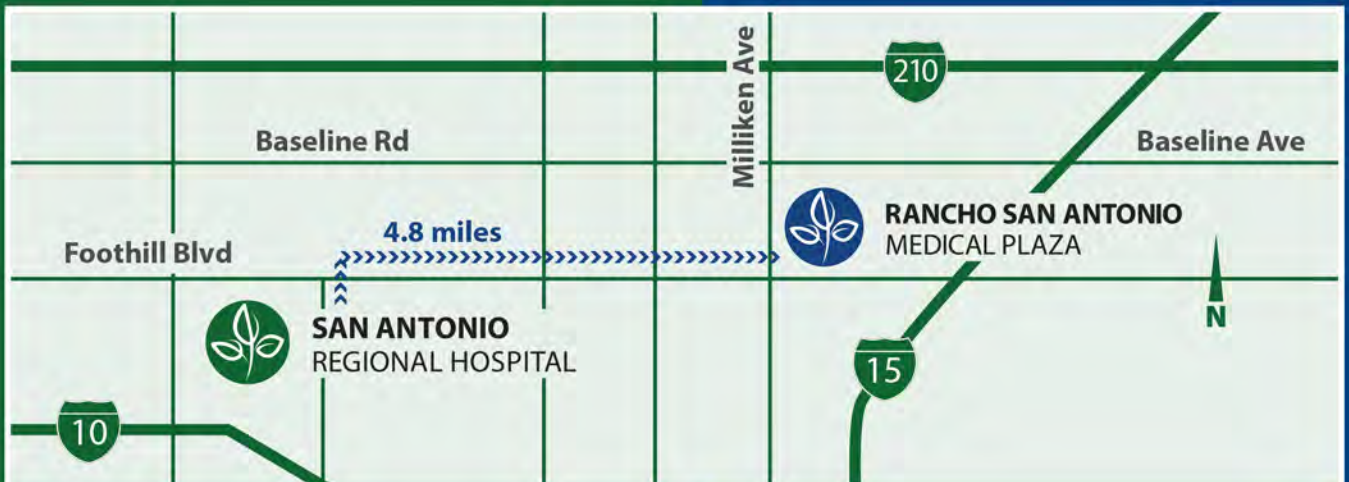 Milliken Ave
210
Baseline Rd
Baseline Ave
RANCHO SAN ANTONIO
MEDICAL PLAZA
4.8 miles
Foothill Blvd
N
SAN ANTONIO
REGIONAL HOSPITAL
15
10